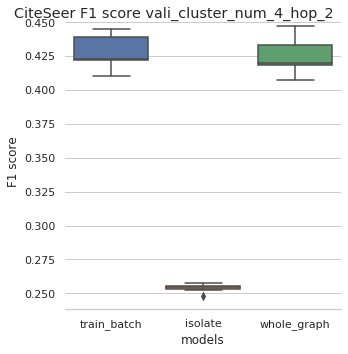 CiteSeer F1 score vali_cluster_num_4_hop_2
0.450
0.425
0.400
0.375
0.350
0.325
0.300
0.275
0.250
F1 score
train_batch isolate whole_graph
models